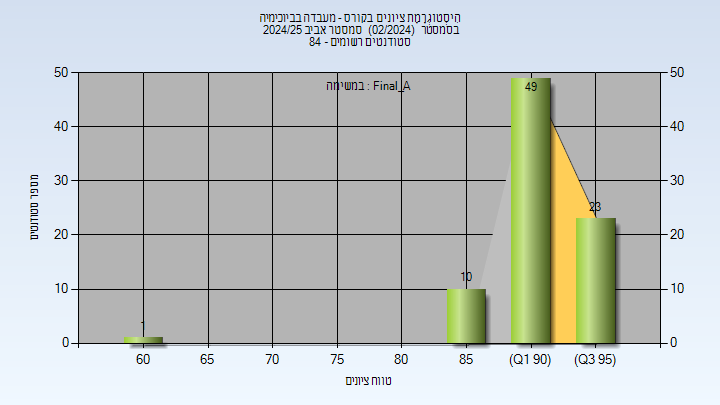 היסטוגרמת ציונים בקורס - מעבדה בביוכימיה
בסמסטר (02/2024) סמסטר אביב 2024/25
סטודנטים רשומים - 84
במשימה : Final_A
50 50
40 40
30 30
20 20
10 10
0 0
מספר סטודנטים
1
10
49
23
60 65 70 75 80 85 (Q1 90) (Q3 95)
טווח ציונים